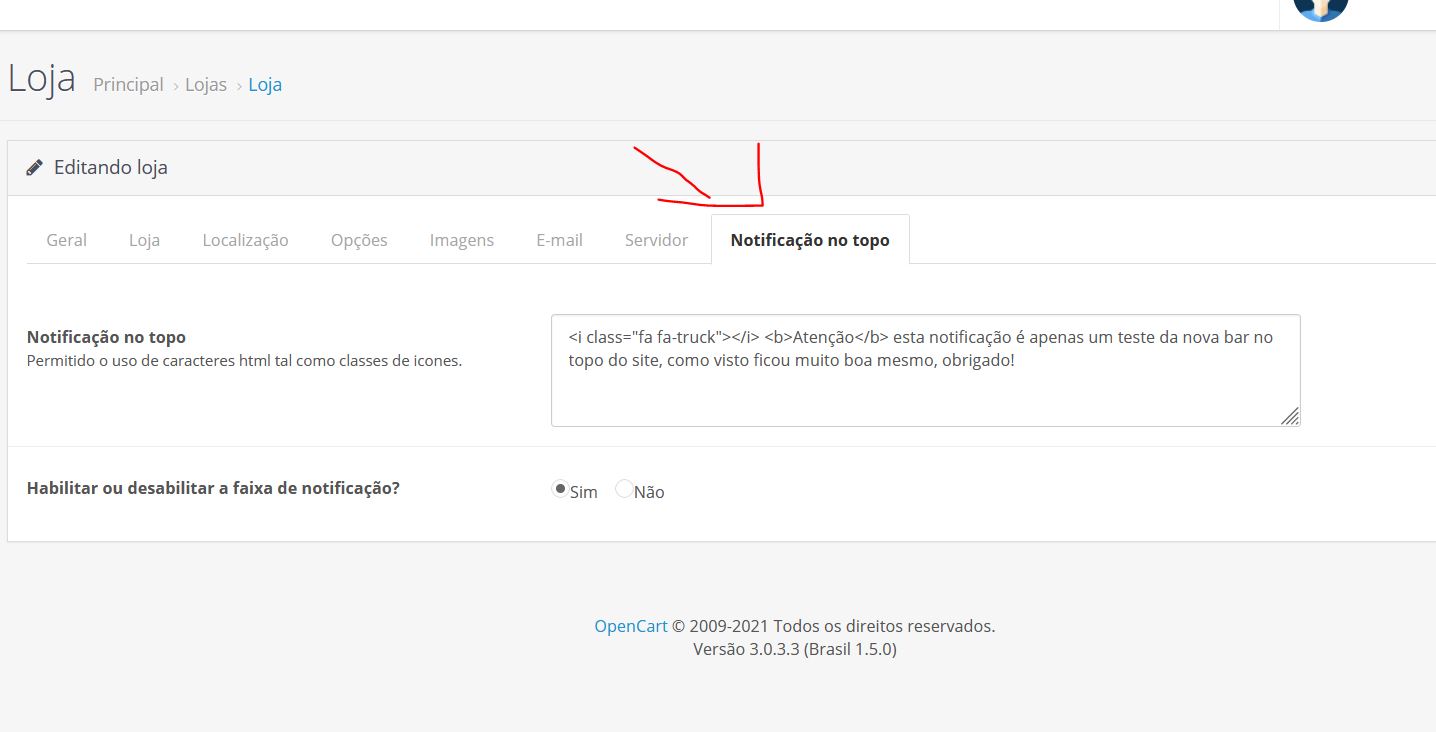 Loja Principal › Lojas › Loja
Editando loja
Geral Loja Localização Opções Imagens E-mail Servidor Notificação no topo
Notificação no topo
Permitido o uso de caracteres html tal como classes de icones.
<i class="fa fa-truck"></i> <b>Atenção</b> esta notificação é apenas um teste da nova bar no
topo do site, como visto ficou muito boa mesmo, obrigado!
Habilitar ou desabilitar a faixa de notificação?
Sim Não
OpenCart © 2009-2021 Todos os direitos reservados.
Versão 3.0.3.3 (Brasil 1.5.0)